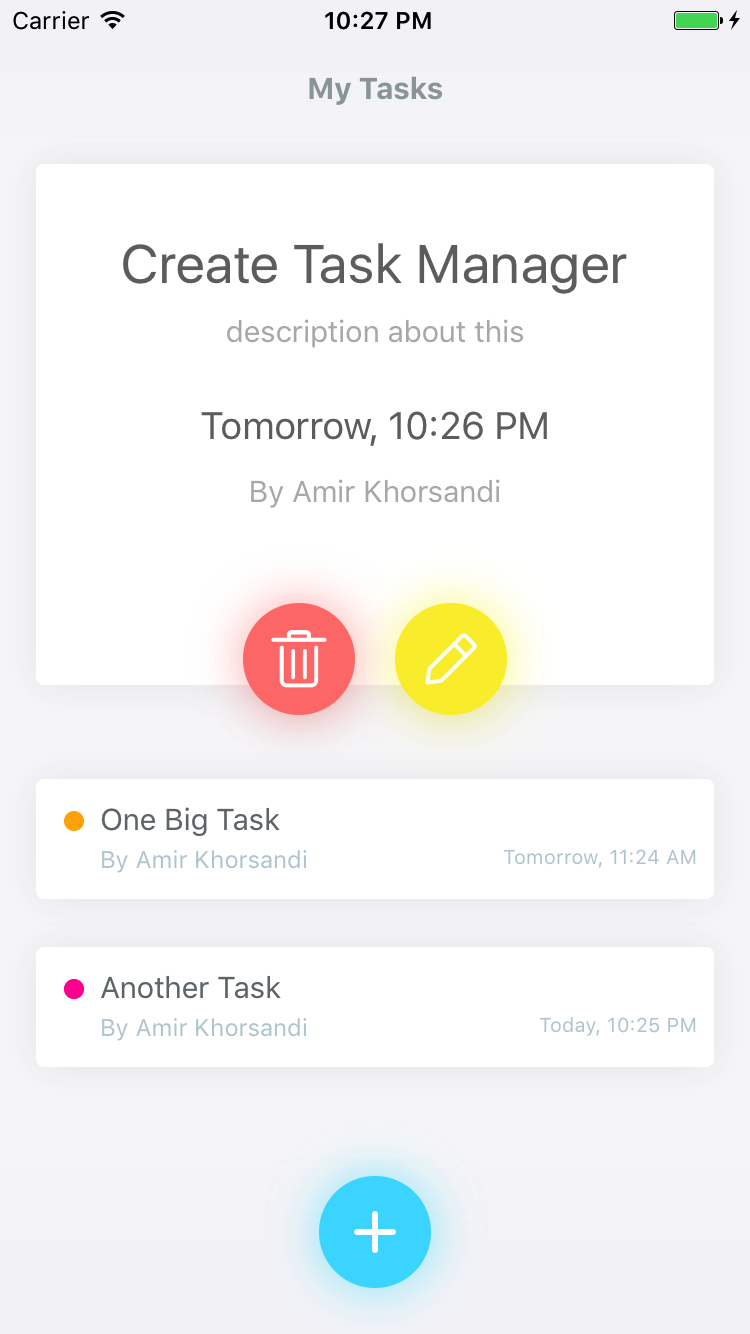 Carrier 10:27 PM
My Tasks
Create Task Manager
description about this
Tomorrow, 10:26 PM
By Amir Khorsandi
One Big Task
By Amir Khorsandi Tomorrow, 11:24 AM
Another Task
By Amir Khorsandi Today, 10:25 PM